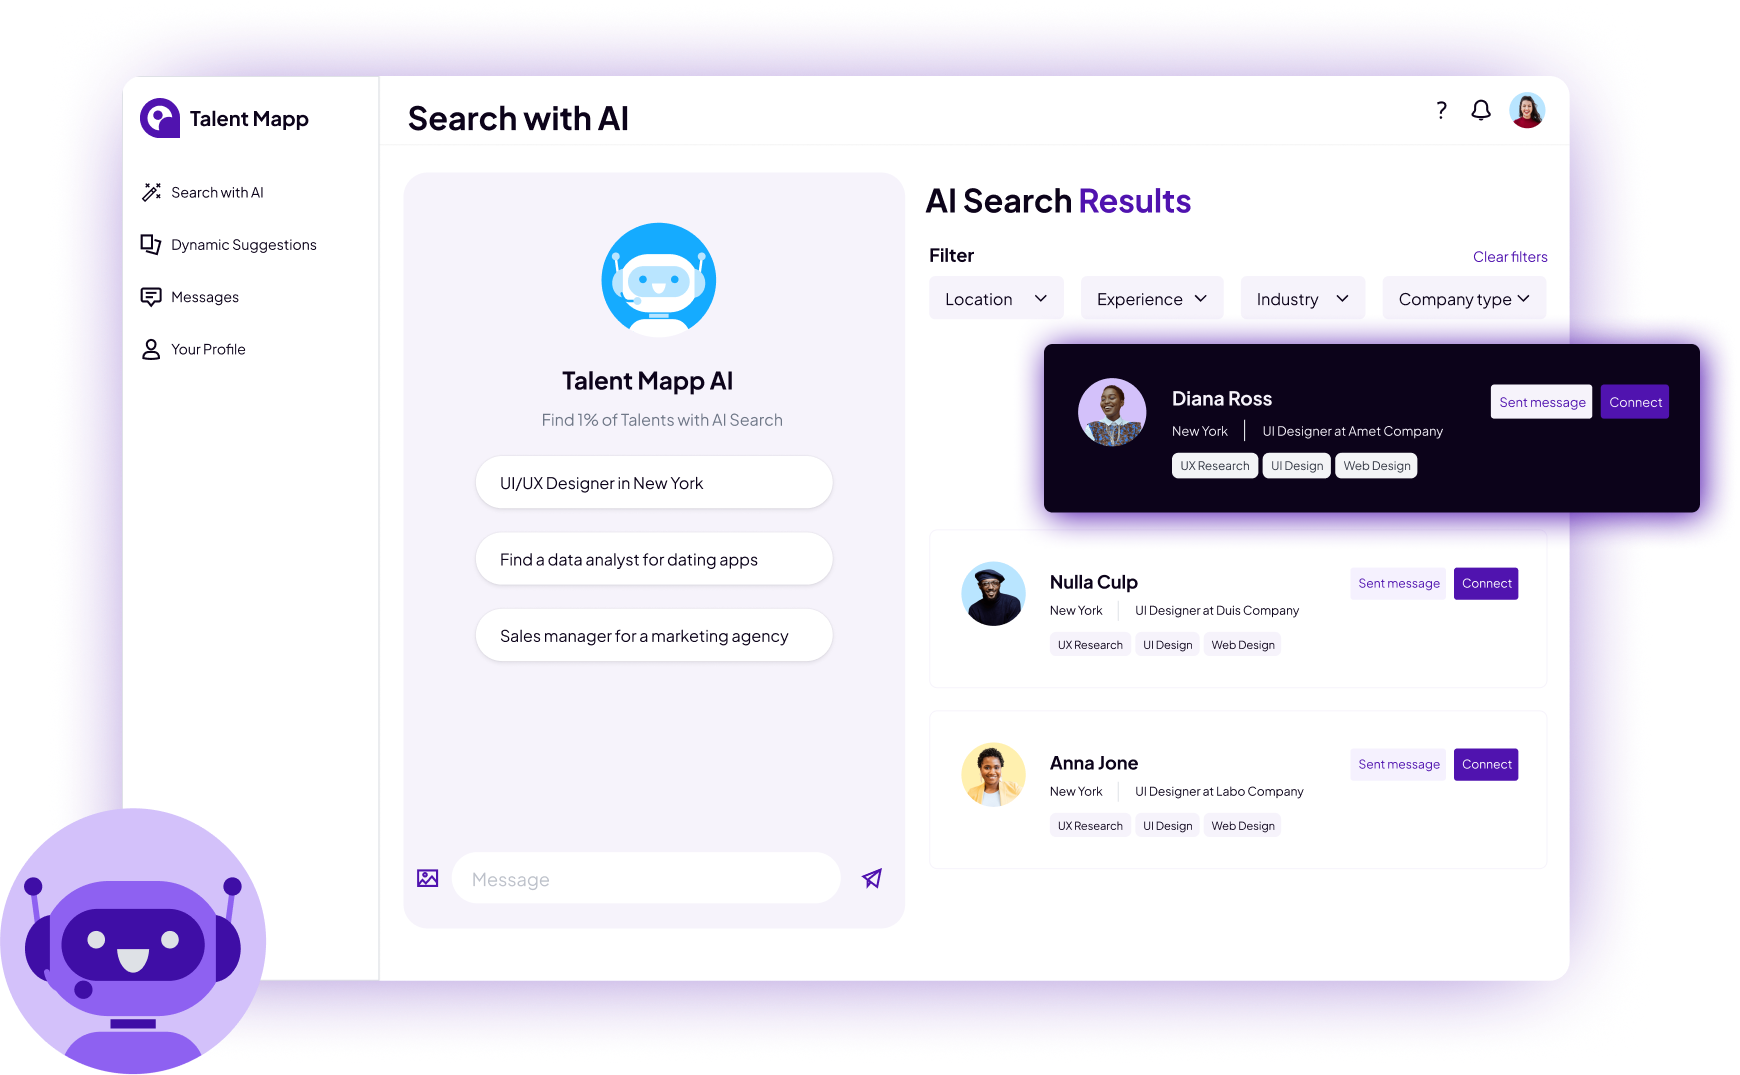 Talent Mapp
Search with AI
Dynamic Suggestions
Messages
Your Profile
Search with AI
?
Talent Mapp AI
Find 1% of Talents with AI Search
UI/UX Designer in New York
Find a data analyst for dating apps
Sales manager for a marketing agency
Message
AI Search Results
Filter
Clear filters
Location
Experience
Industry
Company type
Diana Ross
Sent message
Connect
New York
UI Designer at Amet Company
UX Research
UI Design
Web Design
Nulla Culp
Sent message
Connect
New York
UI Designer at Duis Company
UX Research
UI Design
Web Design
Anna Jone
Sent message
Connect
New York
UI Designer at Labo Company
UX Research
UI Design
Web Design